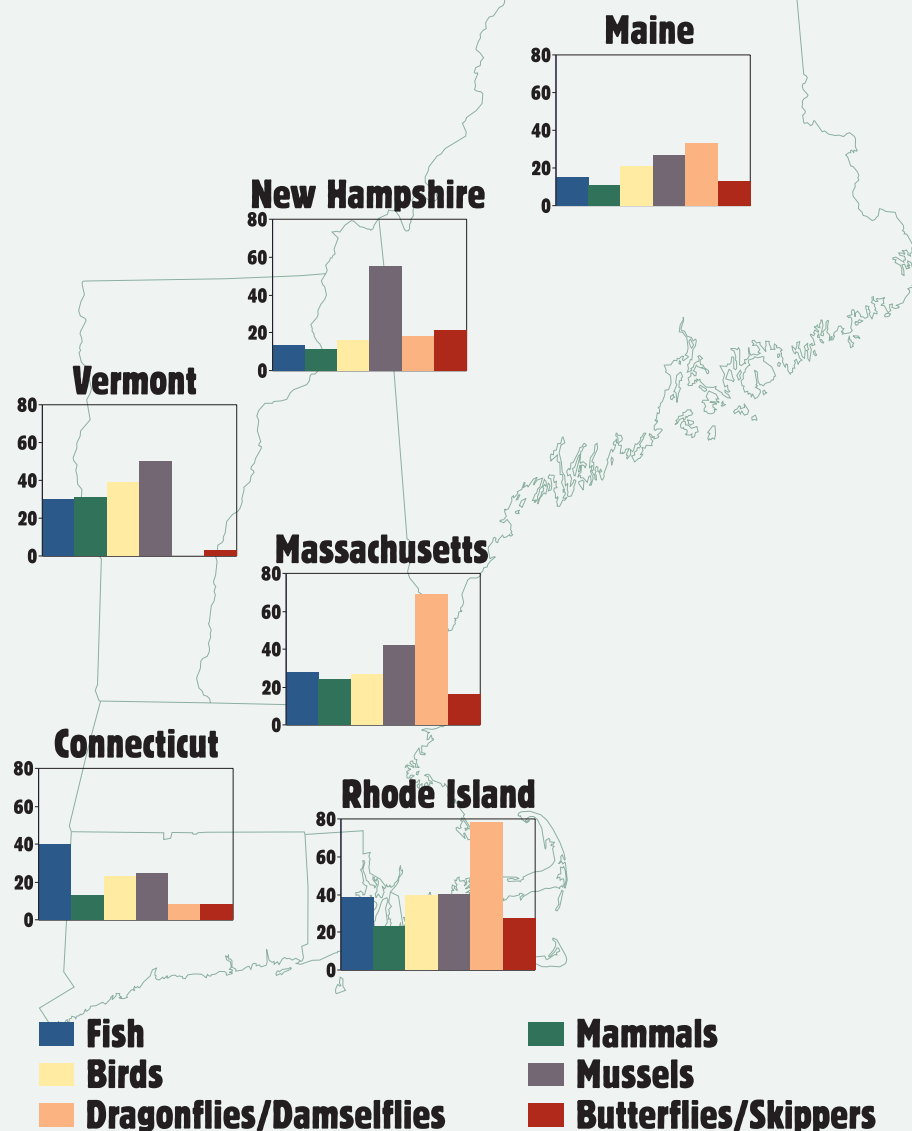 Maine
80
60
40
20
0
New Hampshire
80
60
40
20
0
Vermont
80
60
40
20
0
Massachusetts
80
60
40
20
0
Connecticut
80
60
40
20
0
Rhode Island
80
60
40
20
0
Fish
Mammals
Birds
Mussels
Dragonflies/Damselflies
Butterflies/Skippers